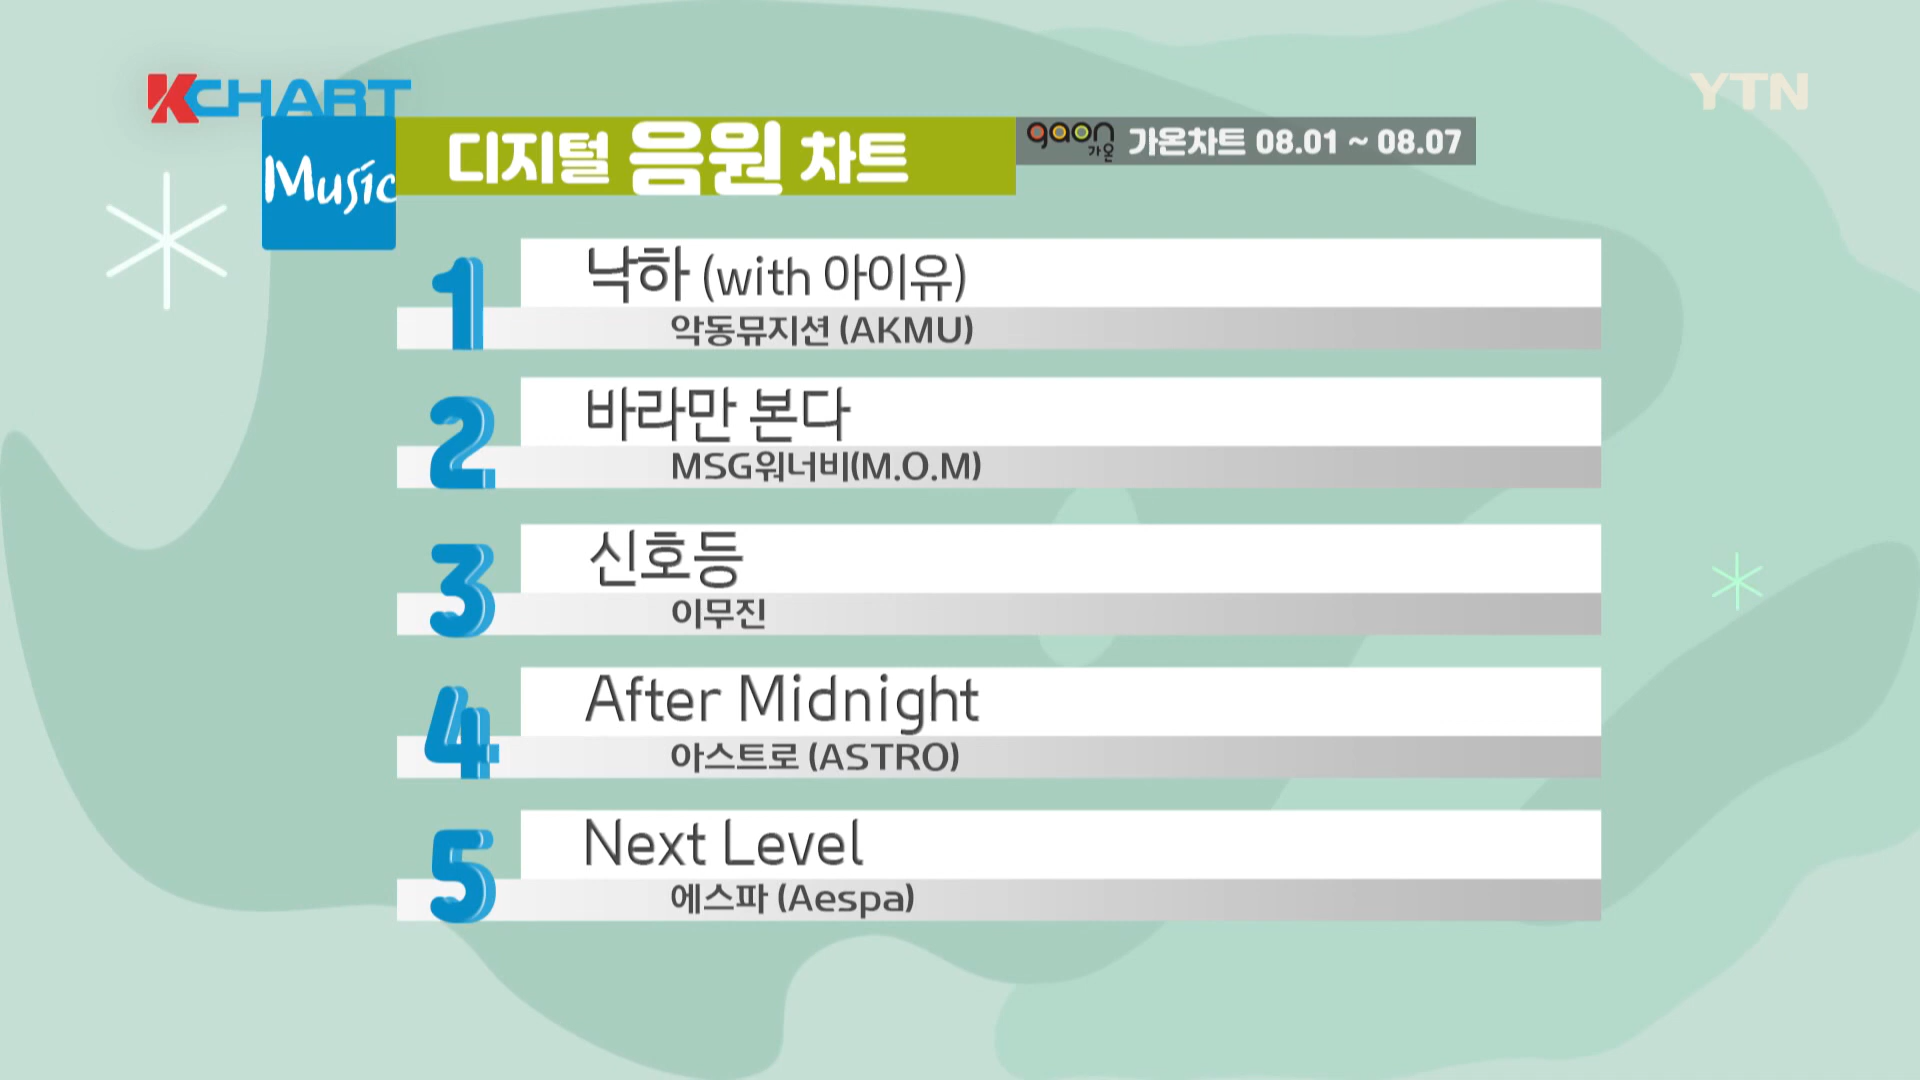 KCHART
YTN
Music
디지털 음원 차트
gaon 가온
가온차트 08.01 ~ 08.07
1
낙하 (with 아이유)
악동뮤지션 (AKMU)
2
바라만 본다
MSG워너비(M.O.M)
3
신호등
이무진
4
After Midnight
아스트로 (ASTRO)
5
Next Level
에스파 (Aespa)